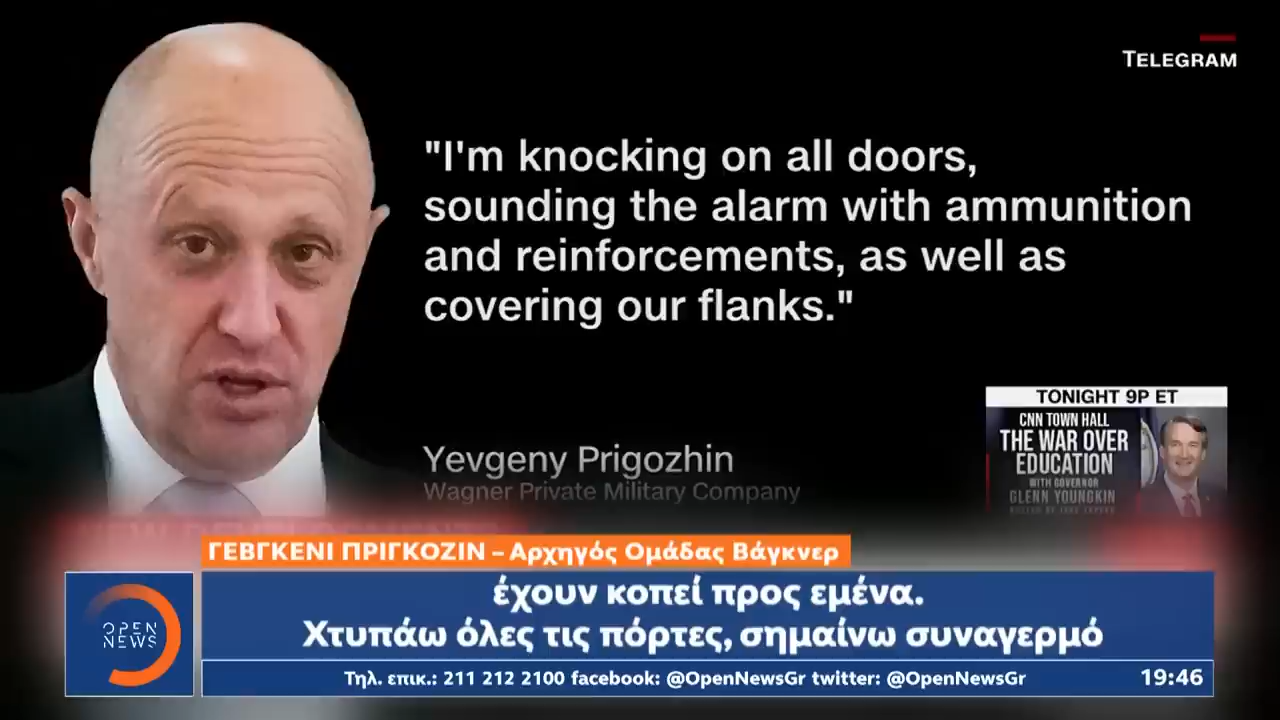 TELEGRAM
"I'm knocking on all doors,
sounding the alarm with ammunition
and reinforcements, as well as
covering our flanks."
Yevgeny Prigozhin
Wagner Private Military Company
TONIGHT 9P ET
CNN TOWN HALL
THE WAR OVER
EDUCATION
WITH GOVERNOR
GLENN YOUNGKIN
ΓΕΒΓΚΕΝΙ ΠΡΙΓΚΟΖΙΝ – Αρχηγός Ομάδας Βάγκνερ
έχουν κοπεί προς εμένα.
Χτυπάω όλες τις πόρτες, σημαίνω συναγερμό
OPEN
NEWS
Τηλ. επικ.: 211 212 2100 facebook: @OpenNewsGr twitter: @OpenNewsGr
19:46